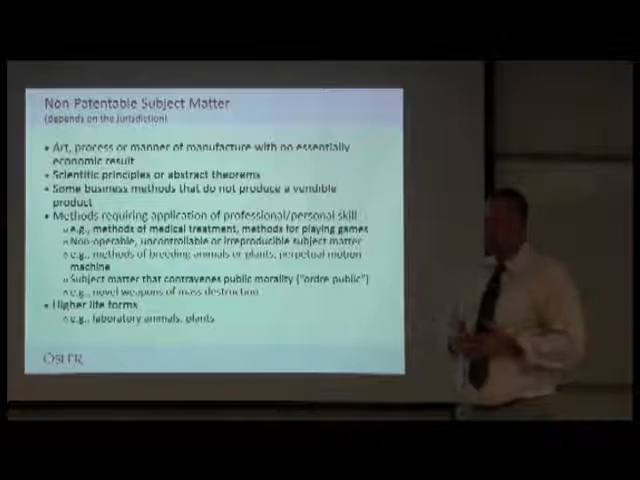 Non-Patentable Subject Matter
(depends on the jurisdiction)
• Art, process or manner of manufacture with no essentially
economic result
• Scientific principles or abstract theorems
• Some business methods that do not produce a vendible
product
• Methods requiring application of professional/personal skill
e.g., methods of medical treatment, methods for playing games
Non-operable, uncontrollable or irreproducible subject matter
e.g., methods of breeding animals or plants, perpetual motion
machine
Subject matter that contravenes public morality ("ordre public")
e.g., novel weapons of mass destruction
• Higher life forms
e.g., laboratory animals, plants
OSLER